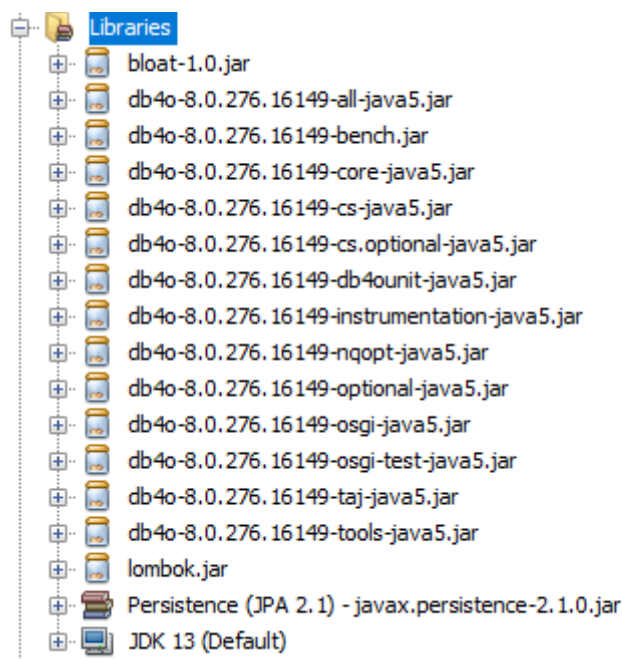 Libraries
bloat-1.0.jar
db4o-8.0.276.16149-all-java5.jar
db4o-8.0.276.16149-bench.jar
db4o-8.0.276.16149-core-java5.jar
db4o-8.0.276.16149-cs-java5.jar
db4o-8.0.276.16149-cs.optional-java5.jar
db4o-8.0.276.16149-db4ounit-java5.jar
db4o-8.0.276.16149-instrumentation-java5.jar
db4o-8.0.276.16149-nqopt-java5.jar
db4o-8.0.276.16149-optional-java5.jar
db4o-8.0.276.16149-osgi-java5.jar
db4o-8.0.276.16149-osgi-test-java5.jar
db4o-8.0.276.16149-taj-java5.jar
db4o-8.0.276.16149-tools-java5.jar
lombok.jar
Persistence (JPA 2.1) - javax.persistence-2.1.0.jar
JDK 13 (Default)